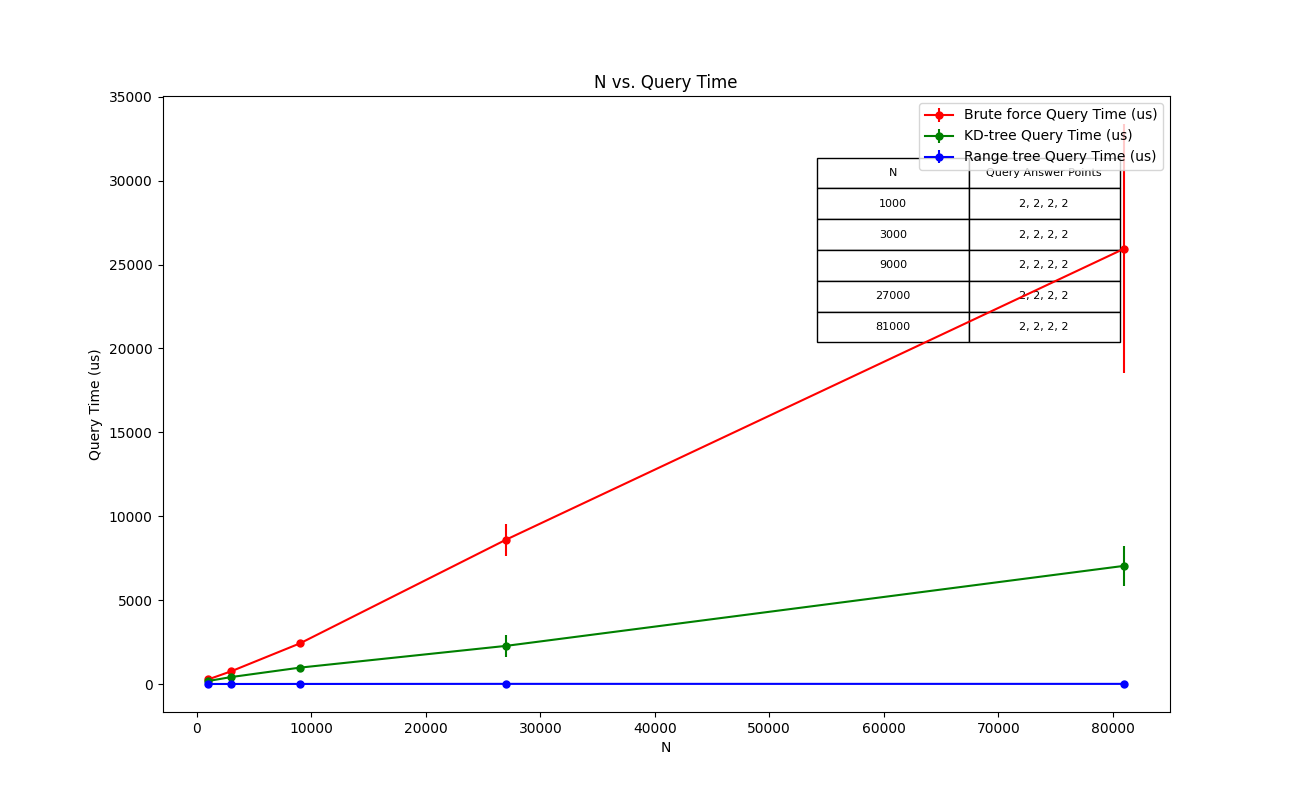 N vs. Query Time
35000
30000
25000
20000
15000
10000
5000
0
Query Time (us)
Brute force Query Time (us)
KD-tree Query Time (us)
Range tree Query Time (us)
N Query Answer Points
1000 2, 2, 2, 2
3000 2, 2, 2, 2
9000 2, 2, 2, 2
27000 2, 2, 2, 2
81000 2, 2, 2, 2
0 10000 20000 30000 40000 50000 60000 70000 80000
N